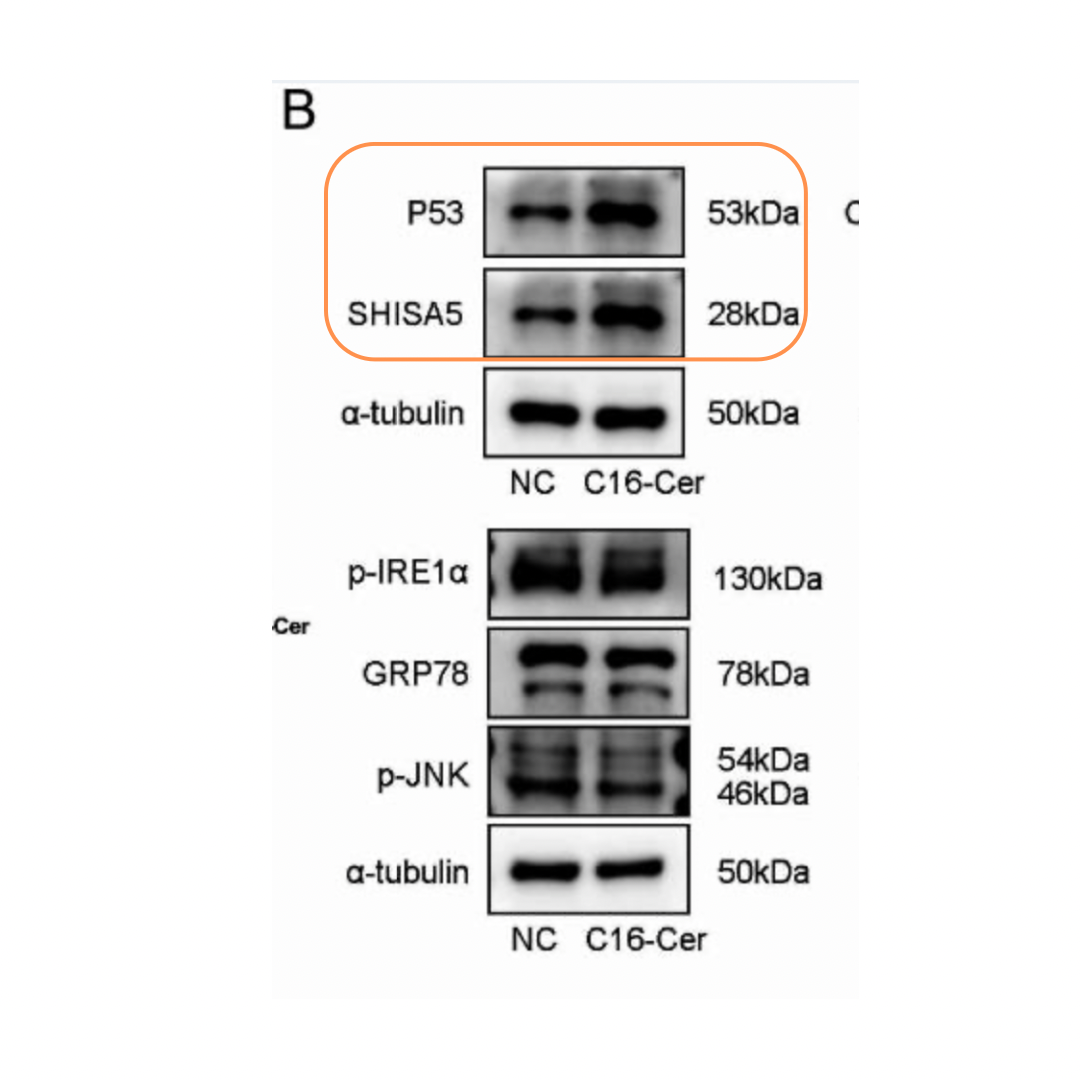 B
P53 53kDa C
SHISA5 28kDa
α-tubulin 50kDa
NC C16-Cer
p-IRE1α 130kDa
Cer
GRP78 78kDa
p-JNK 54kDa
46kDa
α-tubulin 50kDa
NC C16-Cer